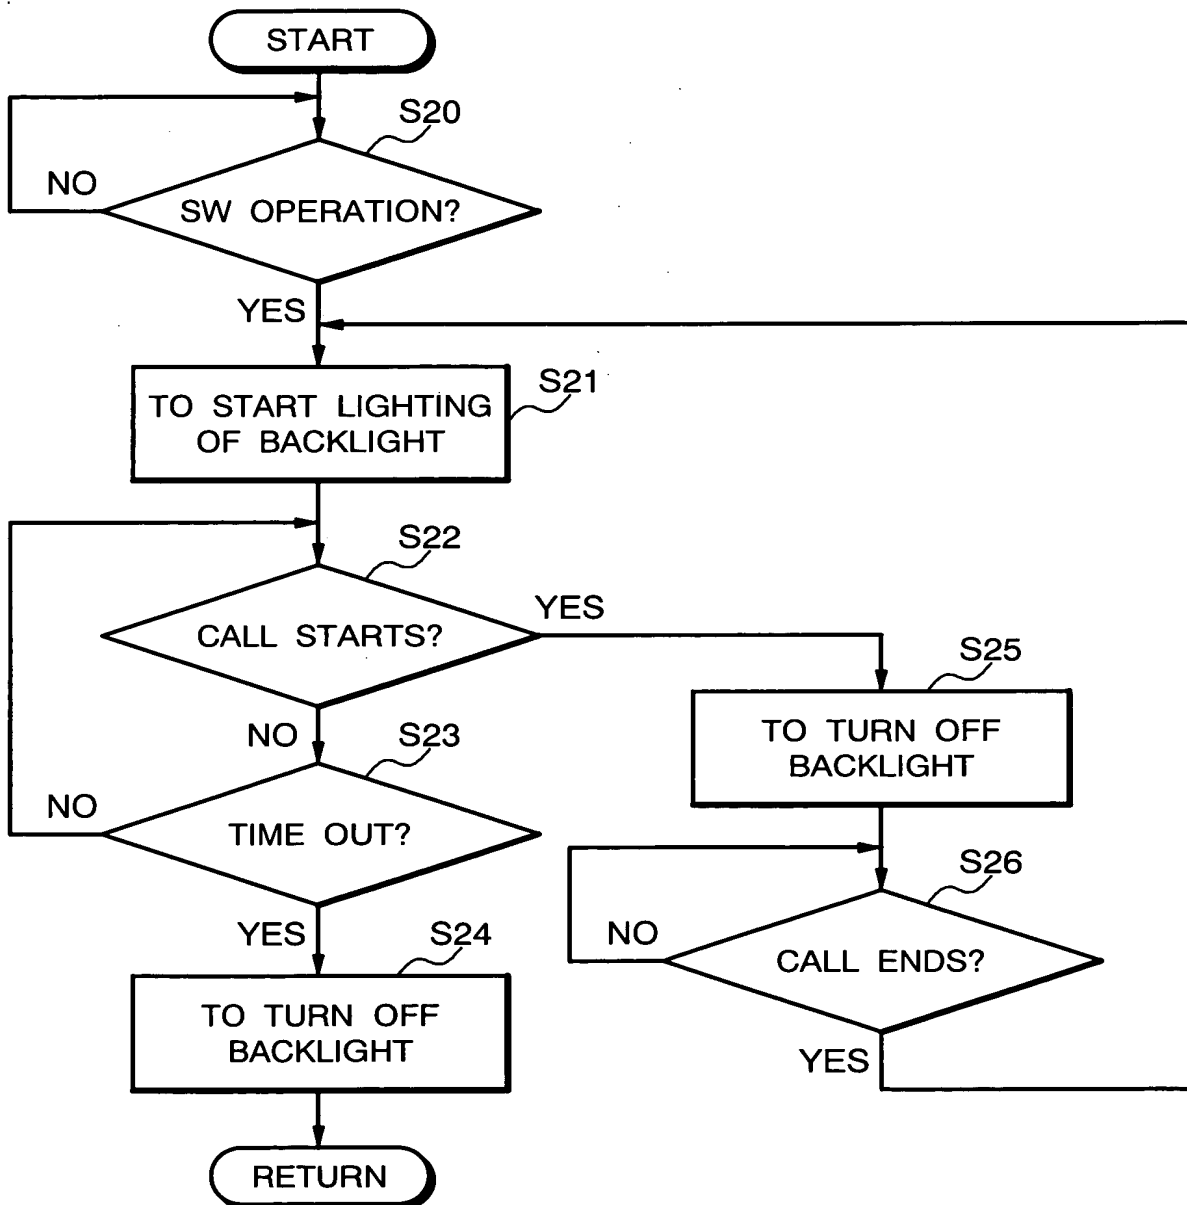 START
S20
NO
SW OPERATION?
YES
S21
TO START LIGHTING
OF BACKLIGHT
S22
YES
CALL STARTS?
S25
TO TURN OFF
BACKLIGHT
NO
S23
NO
TIME OUT?
S26
NO
CALL ENDS?
YES
YES
S24
TO TURN OFF
BACKLIGHT
RETURN